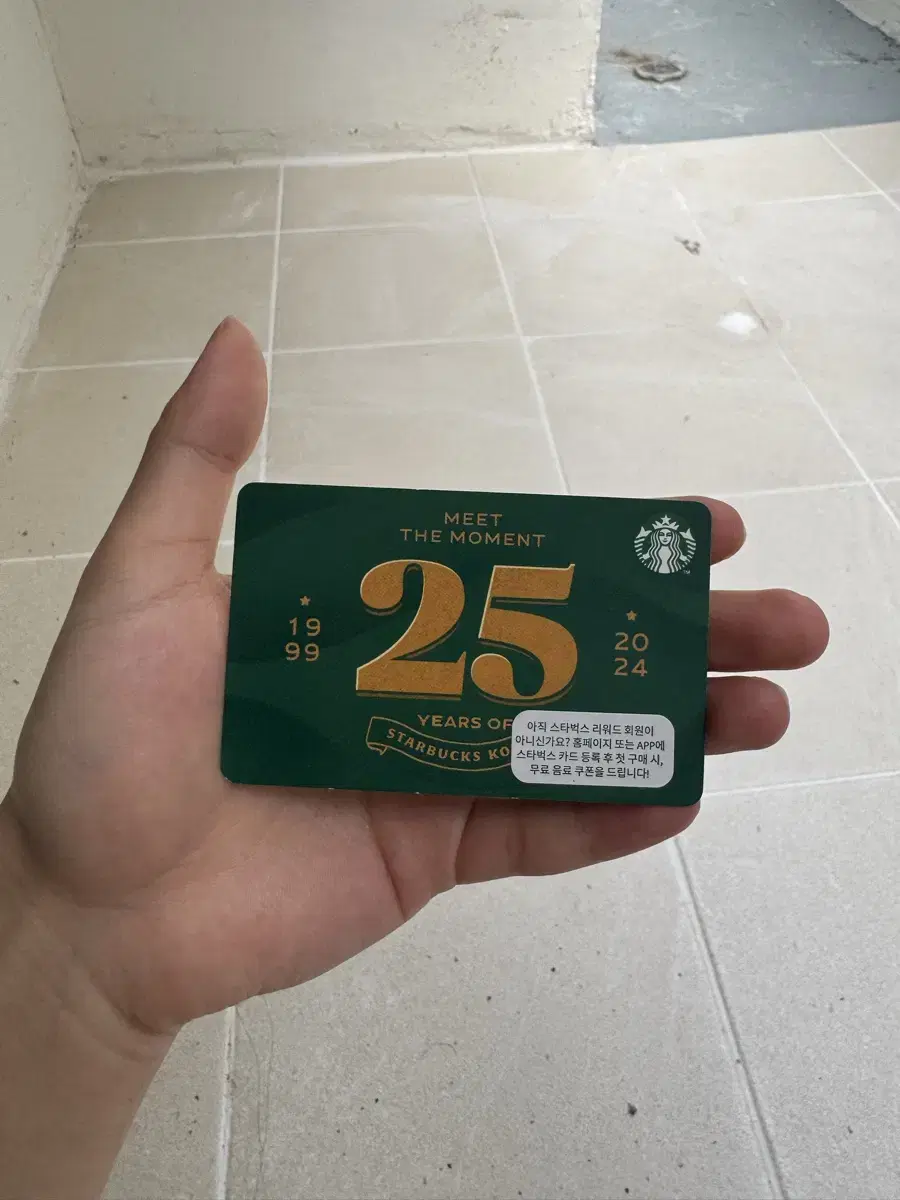 MEET
THE MOMENT
25
19
99
20
24
YEARS OF
STARBUCKS
아직 스타벅스 리워드 회원이
아니신가요? 홈페이지 또는 APP에
스타벅스 카드 등록 후 첫 구매 시,
무료 음료 쿠폰을 드립니다!
TM